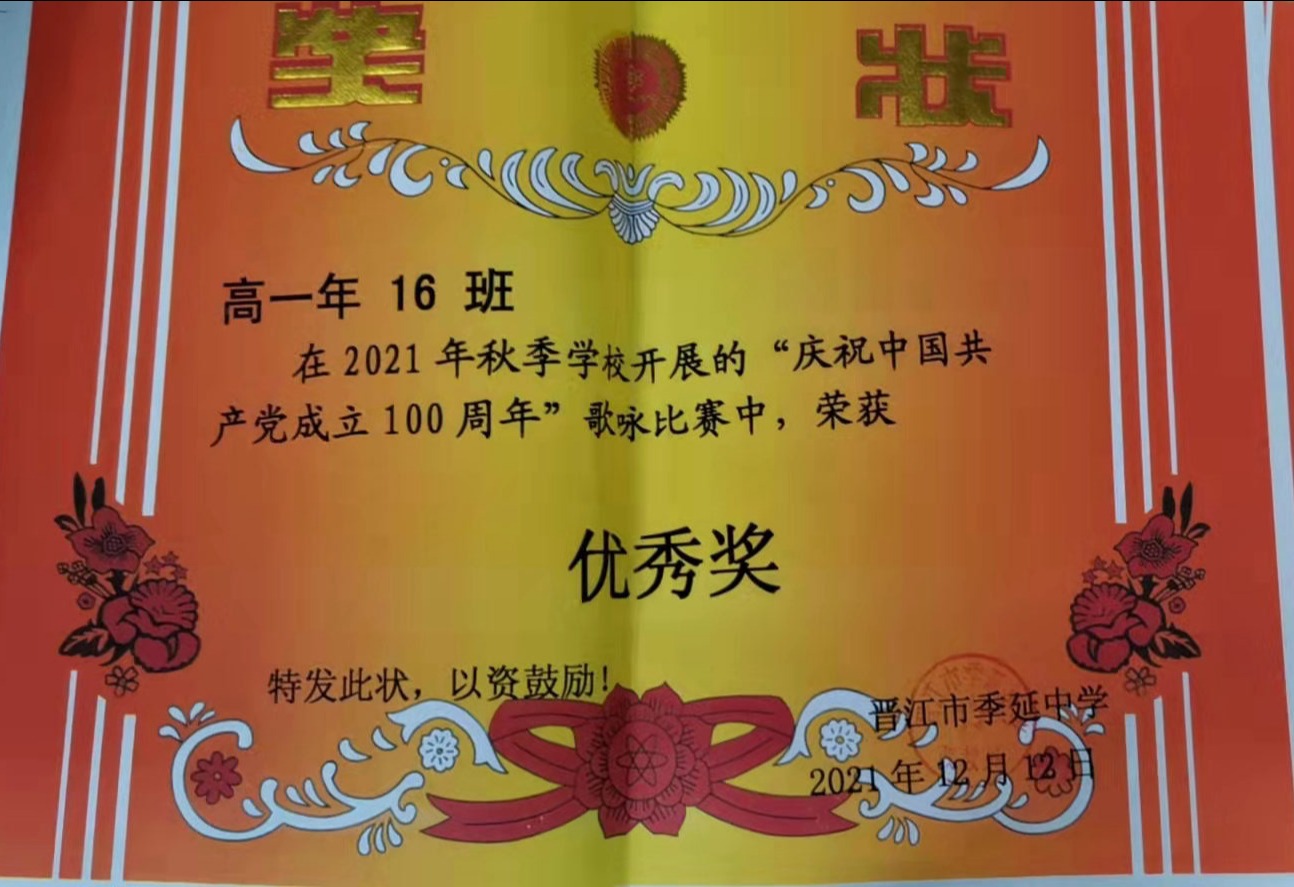 奖 状
高一年 16 班
在 2021 年秋季学校开展的“庆祝中国共
产党成立 100 周年”歌咏比赛中，荣获
优秀奖
特发此状，以资鼓励！
晋江市季延中学
2021 年 12 月 12 日